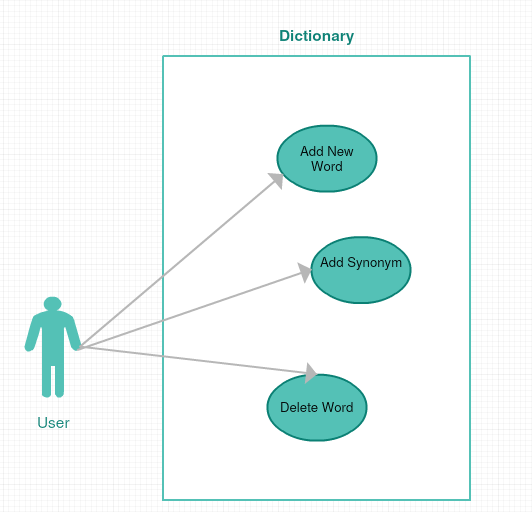 Dictionary
Add New
Word
Add Synonym
Delete Word
User